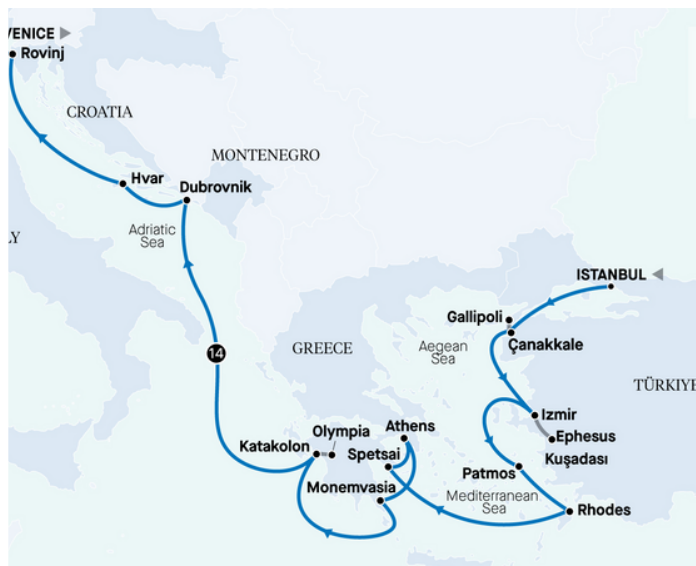 VENICE
Rovinj
CROATIA
MONTENEGRO
Hvar
Dubrovnik
Adriatic
Sea
LY
ISTANBUL
Gallipoli
Çanakkale
Aegean
Sea
GREECE
14
TÜRKIYE
Izmir
Ephesus
Kuşadası
Athens
Olympia
Katakolon
Spetsai
Patmos
Monemvasia
Mediterranean
Sea
Rhodes